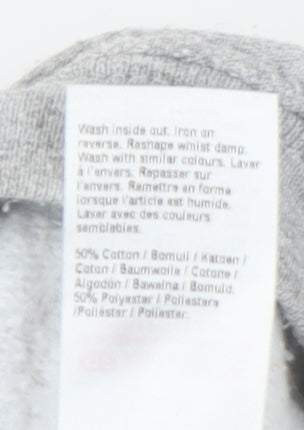 Wash inside out. Iron on
reverse. Reshape whilst damp.
Wash with similar colours. Laver
à l'envers. Repasser sur
l'envers. Remettre en forme
lorsque l'article est humide.
Laver avec des couleurs
semblables.
50% Cotton / Bomull / Katoen /
Coton / Baumwolle / Cotone /
Algodón / Bawełna / Bomuld.
50% Polyester / Poliestere
/Poliéster / Poliester.